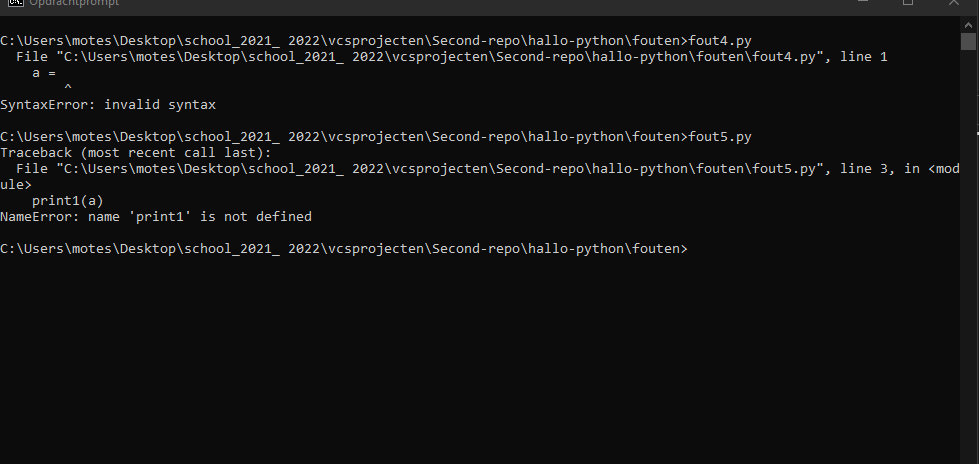 Opdrachtprompt
C:\Users\motes\Desktop\school_2021_ 2022\vcsprojecten\Second-repo\hallo-python\fouten>fout4.py
  File "C:\Users\motes\Desktop\school_2021_ 2022\vcsprojecten\Second-repo\hallo-python\fouten\fout4.py", line 1
    a =
        ^
SyntaxError: invalid syntax
C:\Users\motes\Desktop\school_2021_ 2022\vcsprojecten\Second-repo\hallo-python\fouten>fout5.py
Traceback (most recent call last):
  File "C:\Users\motes\Desktop\school_2021_ 2022\vcsprojecten\Second-repo\hallo-python\fouten\fout5.py", line 3, in <mod
ule>
    print1(a)
NameError: name 'print1' is not defined
C:\Users\motes\Desktop\school_2021_ 2022\vcsprojecten\Second-repo\hallo-python\fouten>